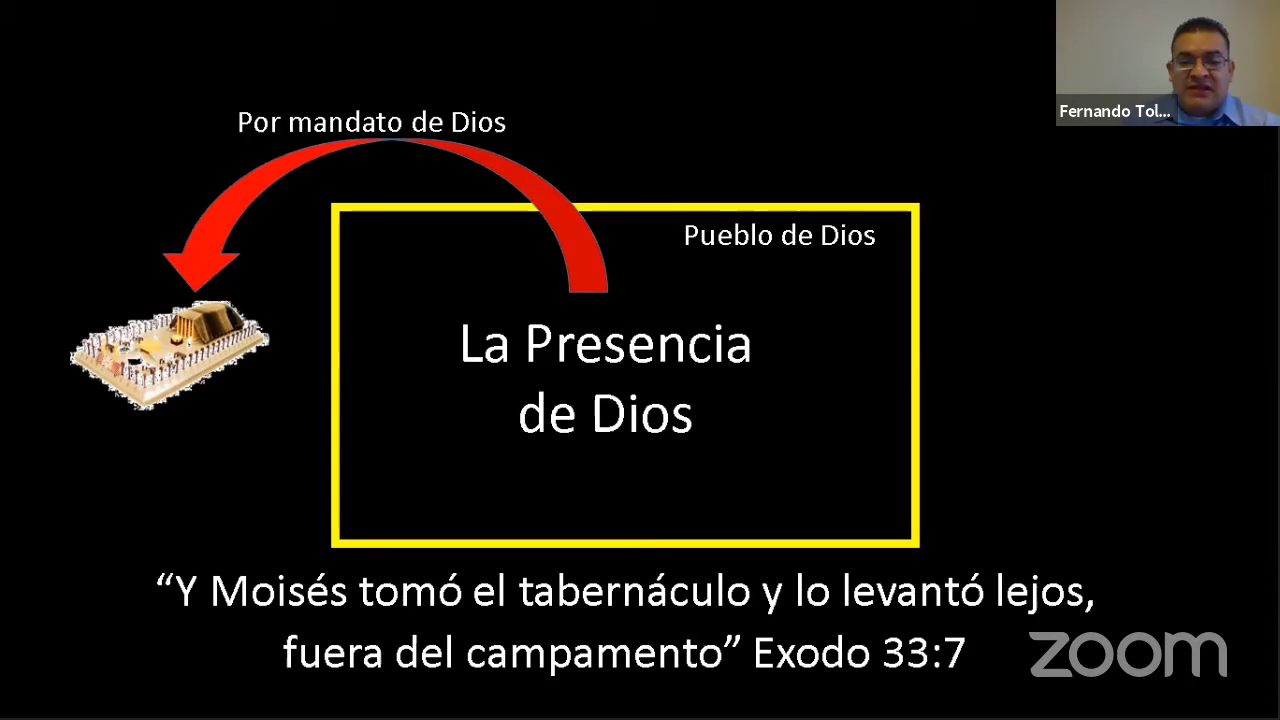 Fernando Tol...
Por mandato de Dios
Pueblo de Dios
La Presencia
de Dios
“Y Moisés tomó el tabernáculo y lo levantó lejos,
fuera del campamento” Exodo 33:7
zoom